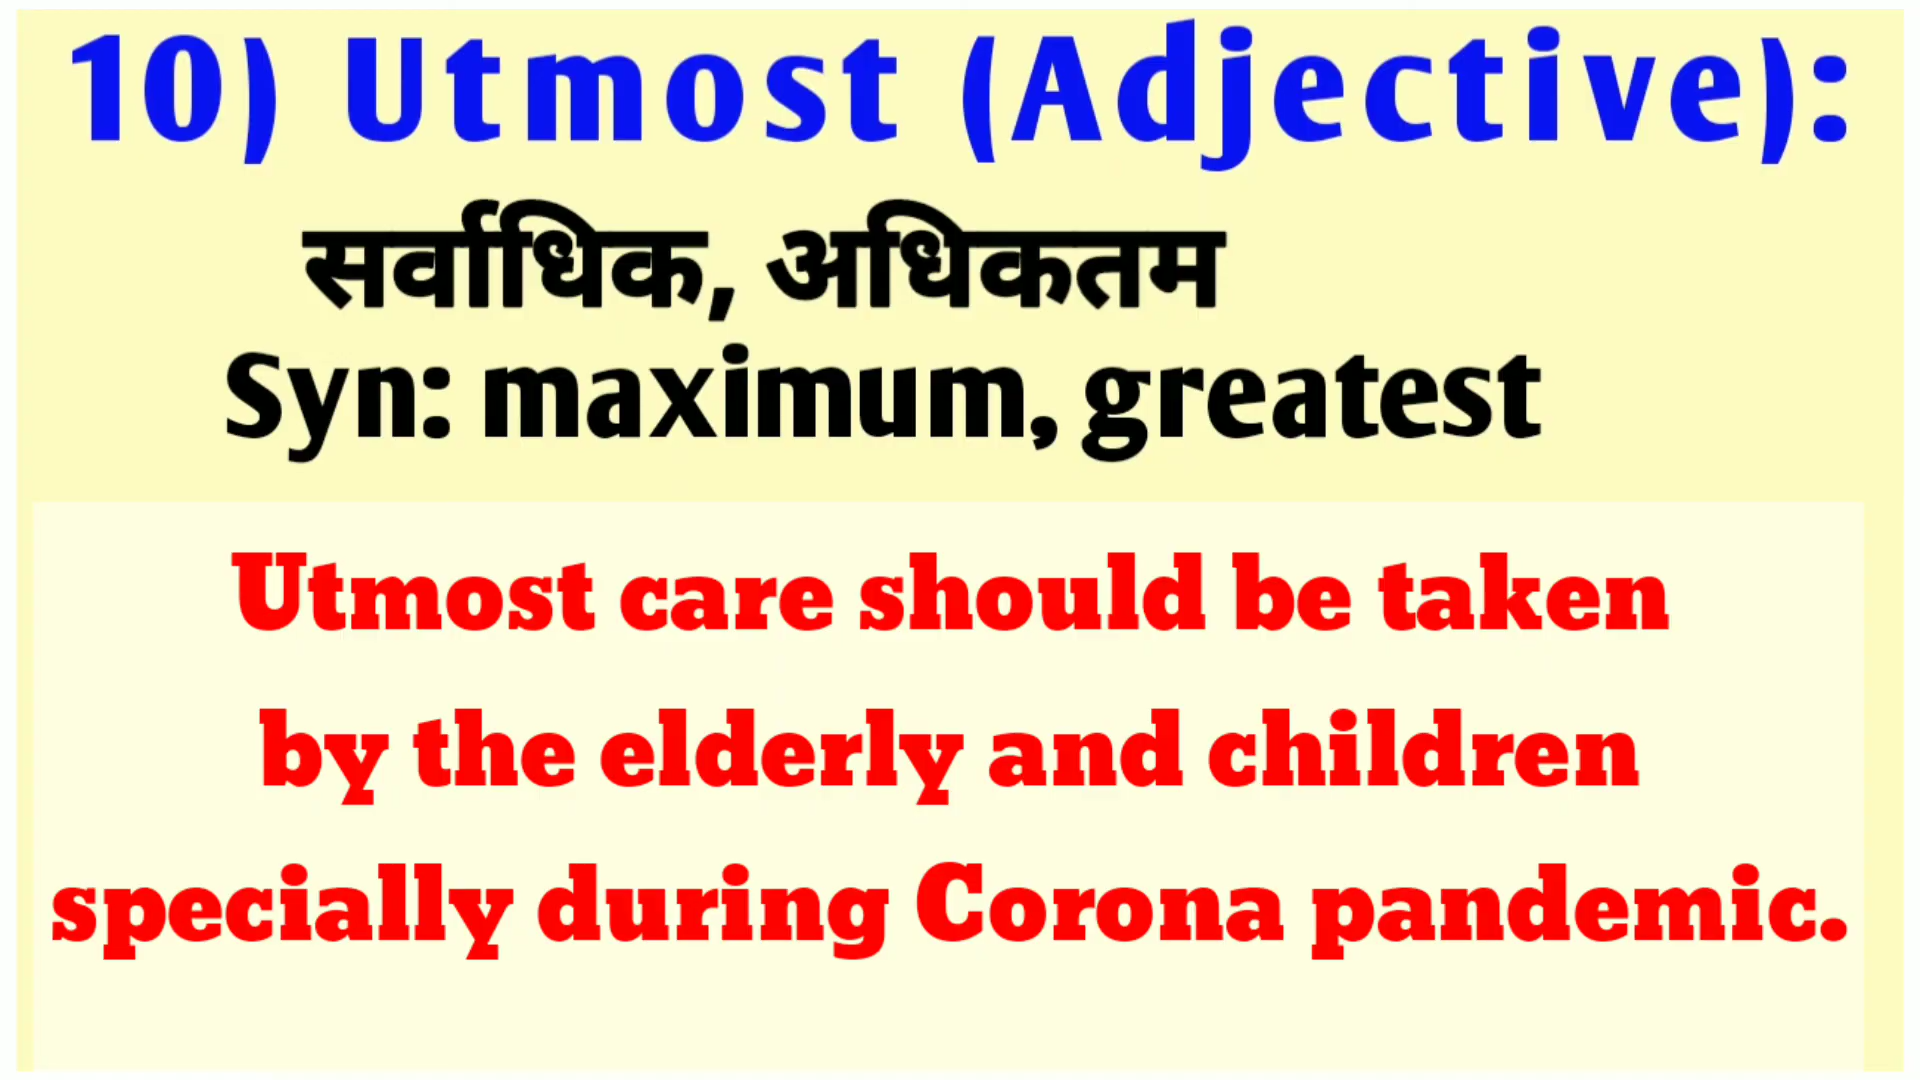 10) Utmost (Adjective):
सर्वाधिक, अधिकतम
Syn: maximum, greatest
Utmost care should be taken
by the elderly and children
specially during Corona pandemic.